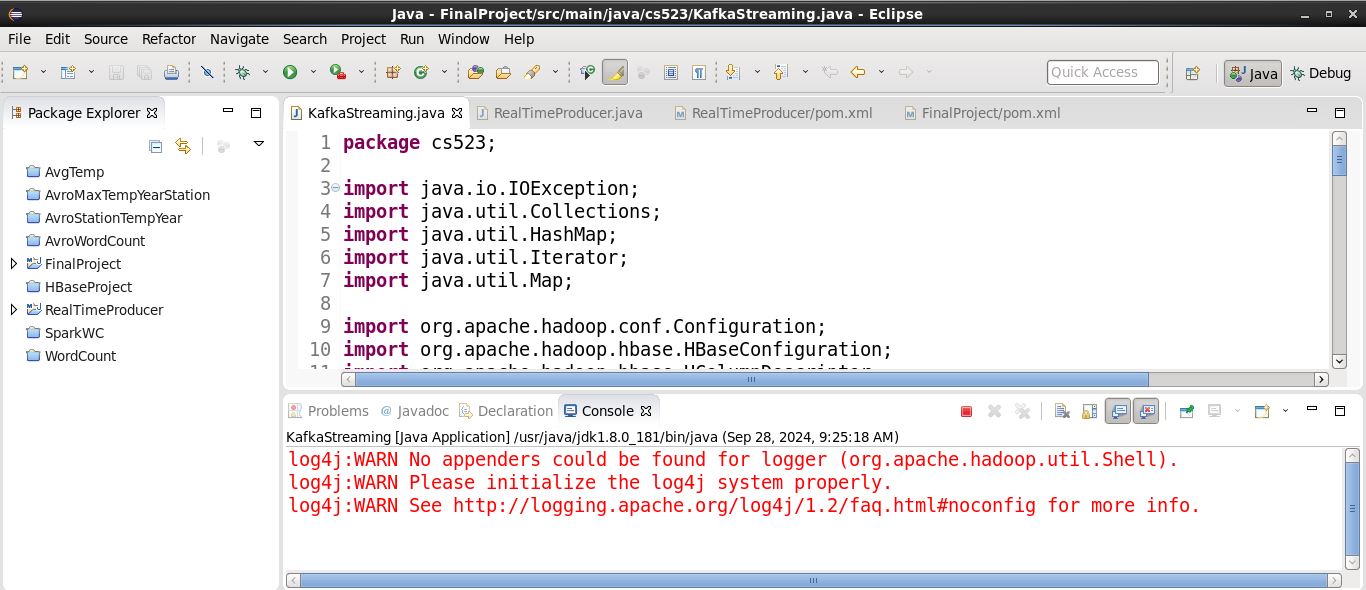 Java - FinalProject/src/main/java/cs523/KafkaStreaming.java - Eclipse
File Edit Source Refactor Navigate Search Project Run Window Help
Quick Access Java Debug
Package Explorer
AvgTemp
AvroMaxTempYearStation
AvroStationTempYear
AvroWordCount
FinalProject
HBaseProject
RealTimeProducer
SparkWC
WordCount
KafkaStreaming.java RealTimeProducer.java RealTimeProducer/pom.xml FinalProject/pom.xml
1 package cs523;
2
3 import java.io.IOException;
4 import java.util.Collections;
5 import java.util.HashMap;
6 import java.util.Iterator;
7 import java.util.Map;
8
9 import org.apache.hadoop.conf.Configuration;
10 import org.apache.hadoop.hbase.HBaseConfiguration;
11 import org.apache.hadoop.hbase.HColumnDescriptor
Problems Javadoc Declaration Console
KafkaStreaming [Java Application] /usr/java/jdk1.8.0_181/bin/java (Sep 28, 2024, 9:25:18 AM)
log4j:WARN No appenders could be found for logger (org.apache.hadoop.util.Shell).
log4j:WARN Please initialize the log4j system properly.
log4j:WARN See http://logging.apache.org/log4j/1.2/faq.html#noconfig for more info.